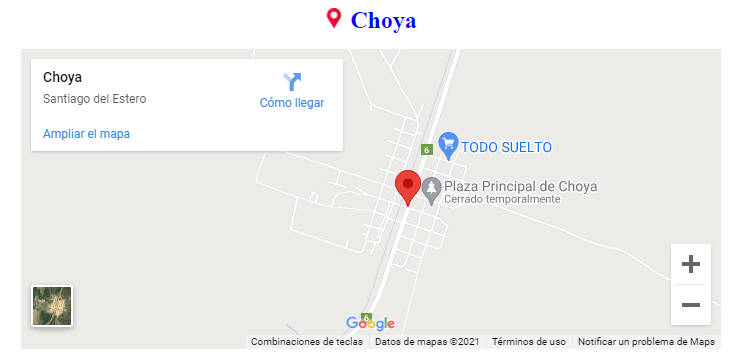 Choya
Choya
Santiago del Estero
Cómo llegar
Ampliar el mapa
6
TODO SUELTO
Plaza Principal de Choya
Cerrado temporalmente
6
Google
Combinaciones de teclas
Datos de mapas ©2021
Términos de uso
Notificar un problema de Maps